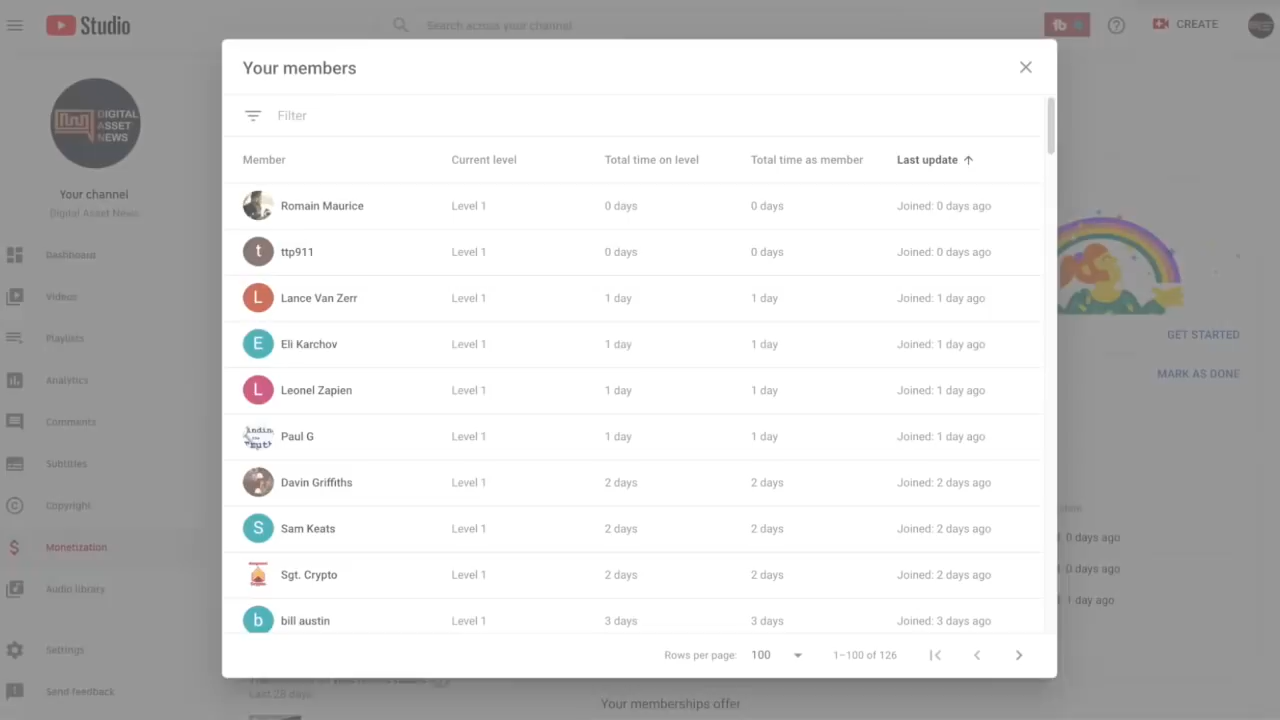 Studio
Search across your channel
CREATE
Your members
Filter
Member Current level Total time on level Total time as member Last update
Romain Maurice Level 1 0 days 0 days Joined: 0 days ago
t ttp911 Level 1 0 days 0 days Joined: 0 days ago
L Lance Van Zerr Level 1 1 day 1 day Joined: 1 day ago
E Eli Karchov Level 1 1 day 1 day Joined: 1 day ago
L Leonel Zapien Level 1 1 day 1 day Joined: 1 day ago
Paul G Level 1 1 day 1 day Joined: 1 day ago
Davin Griffiths Level 1 2 days 2 days Joined: 2 days ago
S Sam Keats Level 1 2 days 2 days Joined: 2 days ago
Sgt. Crypto Level 1 2 days 2 days Joined: 2 days ago
b bill austin Level 1 3 days 3 days Joined: 3 days ago
Rows per page: 100 1–100 of 126
DIGITAL
ASSET
NEWS
Your channel
Digital Asset News
Dashboard
Videos
Playlists
Analytics
Comments
Subtitles
Copyright
Monetization
Audio library
Settings
Send feedback
GET STARTED
MARK AS DONE
0 days ago
0 days ago
1 day ago
Last 28 days
Your memberships offer